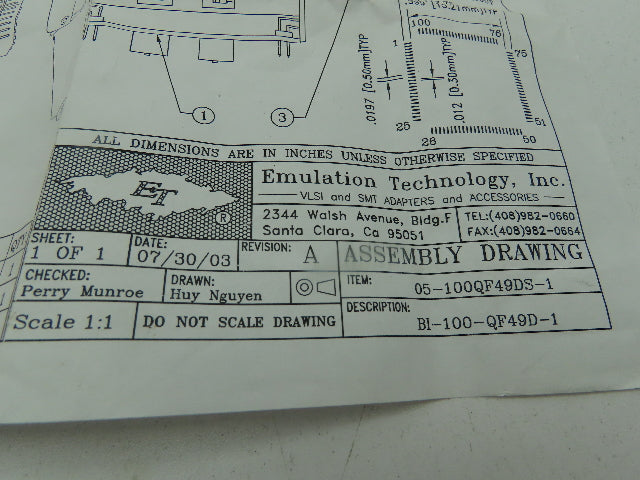 100
76
1
75
.0197 [0.50mm]TYP
.012 [0.30mm]TYP
25
51
26
50
1
3
ALL DIMENSIONS ARE IN INCHES UNLESS OTHERWISE SPECIFIED
ET ®
Emulation Technology, Inc.
VLSI and SMT ADAPTERS and ACCESSORIES
2344 Walsh Avenue, Bldg.F
Santa Clara, Ca 95051
TEL:(408)982-0660
FAX:(408)982-0664
SHEET:
1 OF 1
DATE:
07/30/03
REVISION: A
ASSEMBLY DRAWING
CHECKED:
Perry Munroe
DRAWN:
Huy Nguyen
ITEM: 05-100QF49DS-1
Scale 1:1
DO NOT SCALE DRAWING
DESCRIPTION:
BI-100-QF49D-1